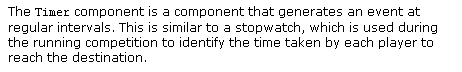 The Timer component is a component that generates an event at
regular intervals. This is similar to a stopwatch, which is used during
the running competition to identify the time taken by each player to
reach the destination.